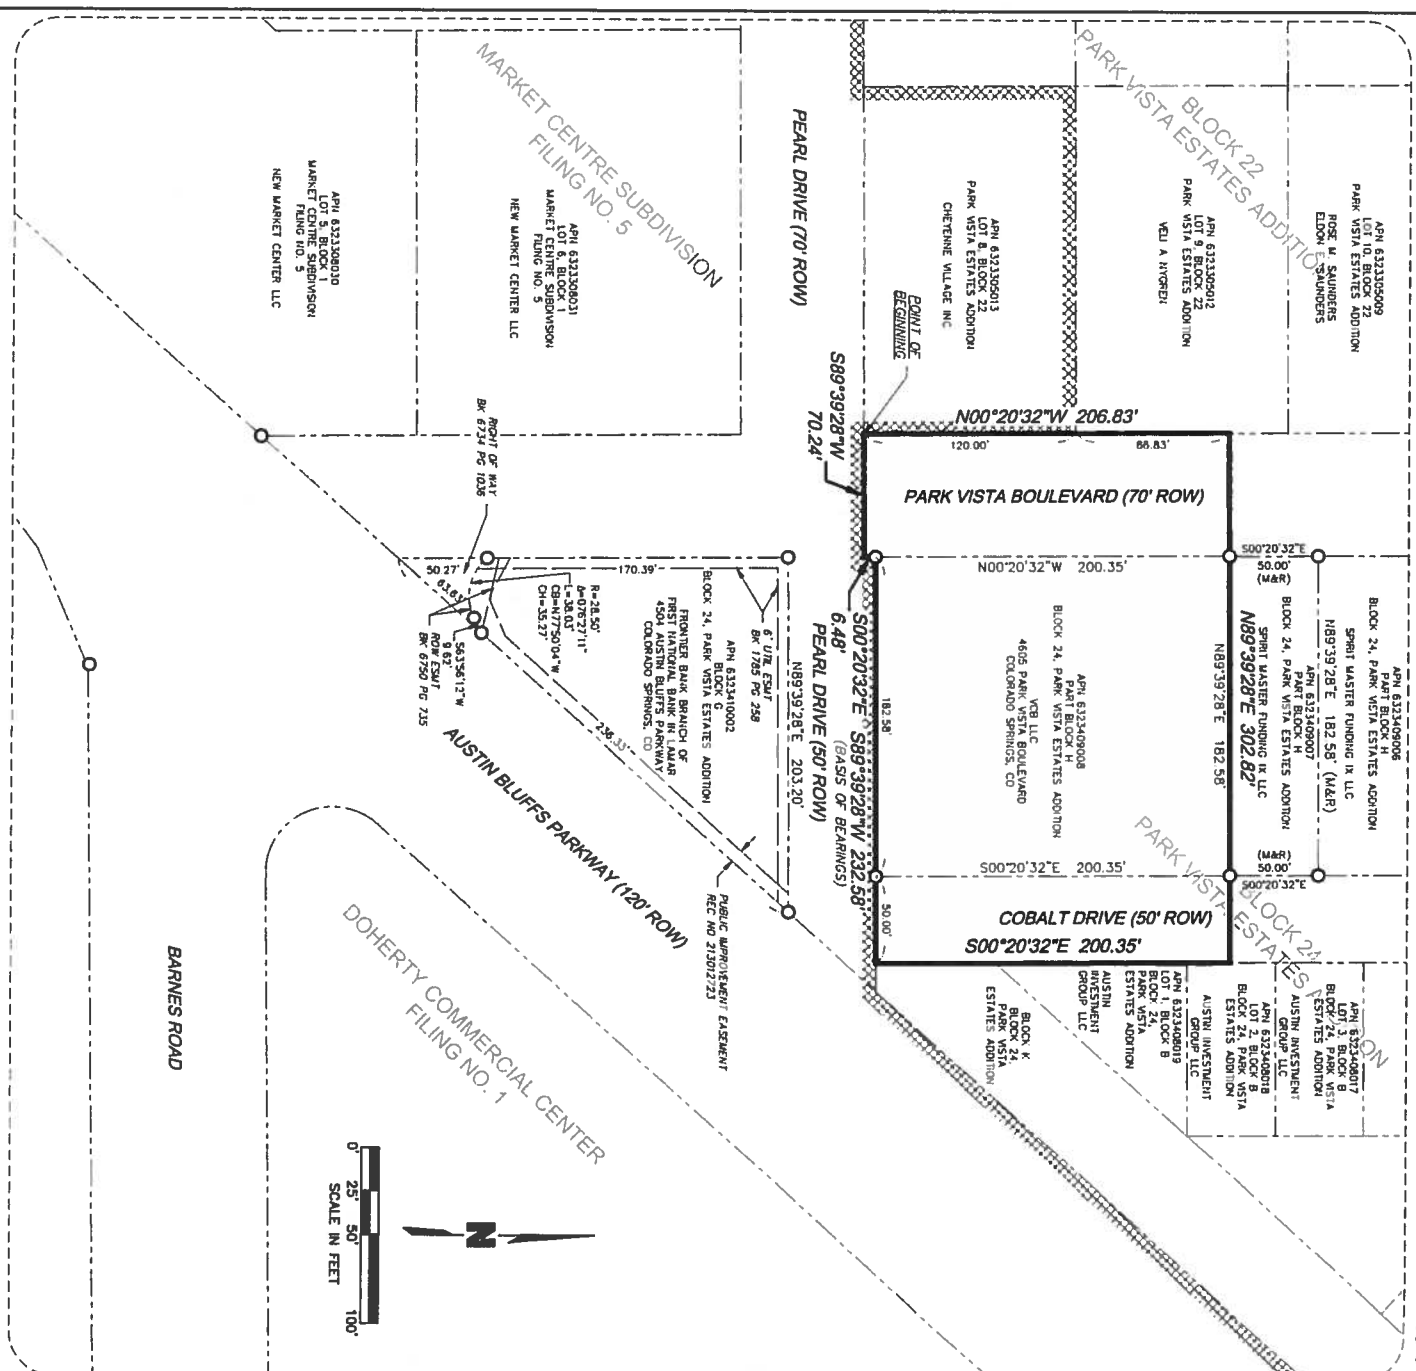 APN 6323305009
LOT 10, BLOCK 22
PARK VISTA ESTATES ADDITION
ROSE M. SAUNDERS
ELDON E. SAUNDERS
BLOCK 22
PARK VISTA ESTATES ADDITION
APN 6323305012
LOT 9, BLOCK 22
PARK VISTA ESTATES ADDITION
VELI A NYGREN
APN 6323305013
LOT 8, BLOCK 22
PARK VISTA ESTATES ADDITION
CHEYENNE VILLAGE INC
POINT OF
BEGINNING
PEARL DRIVE (70' ROW)
MARKET CENTRE SUBDIVISION
FILING NO. 5
APN 6323308031
LOT 6, BLOCK 1
MARKET CENTRE SUBDIVISION
FILING NO. 5
NEW MARKET CENTER LLC
APN 6323308030
LOT 5, BLOCK 1
MARKET CENTRE SUBDIVISION
FILING NO. 5
NEW MARKET CENTER LLC
N00°20'32"W 206.83'
120.00'
86.83'
S89°39'28"W
70.24'
PARK VISTA BOULEVARD (70' ROW)
N00°20'32"W 200.35'
S00°20'32"E
50.00'
(M&R)
APN 6323409006
PART BLOCK H
BLOCK 24, PARK VISTA ESTATES ADDITION
SPIRIT MASTER FUNDING IX LLC
N89°39'28"E 182.58' (M&R)
APN 6323409007
PART BLOCK H
BLOCK 24, PARK VISTA ESTATES ADDITION
SPIRIT MASTER FUNDING IX LLC
N89°39'28"E 302.82'
N89°39'28"E 182.58'
APN 6323409008
PART BLOCK H
BLOCK 24, PARK VISTA ESTATES ADDITION
VCB LLC
4605 PARK VISTA BOULEVARD
COLORADO SPRINGS, CO
182.58'
S00°20'32"E
6.48'
S89°39'28"W 232.58'
(BASIS OF BEARINGS)
PEARL DRIVE (50' ROW)
N89°39'28"E 203.20'
6' UTIL ESMT
BK 1785 PG 258
APN 6323410002
BLOCK G
BLOCK 24, PARK VISTA ESTATES ADDITION
FRONTIER BANK BRANCH OF
FIRST NATIONAL BANK IN LAMAR
4504 AUSTIN BLUFFS PARKWAY
COLORADO SPRINGS, CO
170.39'
50.27'
63.63'
R=28.50'
Δ=076°27'11"
L=38.03'
CB=N77°50'04"W
CH=35.27'
RIGHT OF WAY
BK 6734 PG 1036
S63°56'12"W
9.62'
ROW ESMT
BK 6750 PG 735
236.33'
AUSTIN BLUFFS PARKWAY (120' ROW)
PUBLIC IMPROVEMENT EASEMENT
REC NO 213012723
(M&R)
50.00'
S00°20'32"E
S00°20'32"E 200.35'
50.00'
COBALT DRIVE (50' ROW)
S00°20'32"E 200.35'
BLOCK 24
PARK VISTA ESTATES ADDITION
APN 6323408017
LOT 3, BLOCK B
BLOCK 24, PARK VISTA
ESTATES ADDITION
AUSTIN INVESTMENT
GROUP LLC
APN 6323408018
LOT 2, BLOCK B
BLOCK 24, PARK VISTA
ESTATES ADDITION
AUSTIN INVESTMENT
GROUP LLC
APN 6323408019
LOT 1, BLOCK B
BLOCK 24,
PARK VISTA
ESTATES ADDITION
AUSTIN
INVESTMENT
GROUP LLC
BLOCK K
BLOCK 24,
PARK VISTA
ESTATES ADDITION
DOHERTY COMMERCIAL CENTER
FILING NO. 1
BARNES ROAD
N
0' 25' 50' 100'
SCALE IN FEET